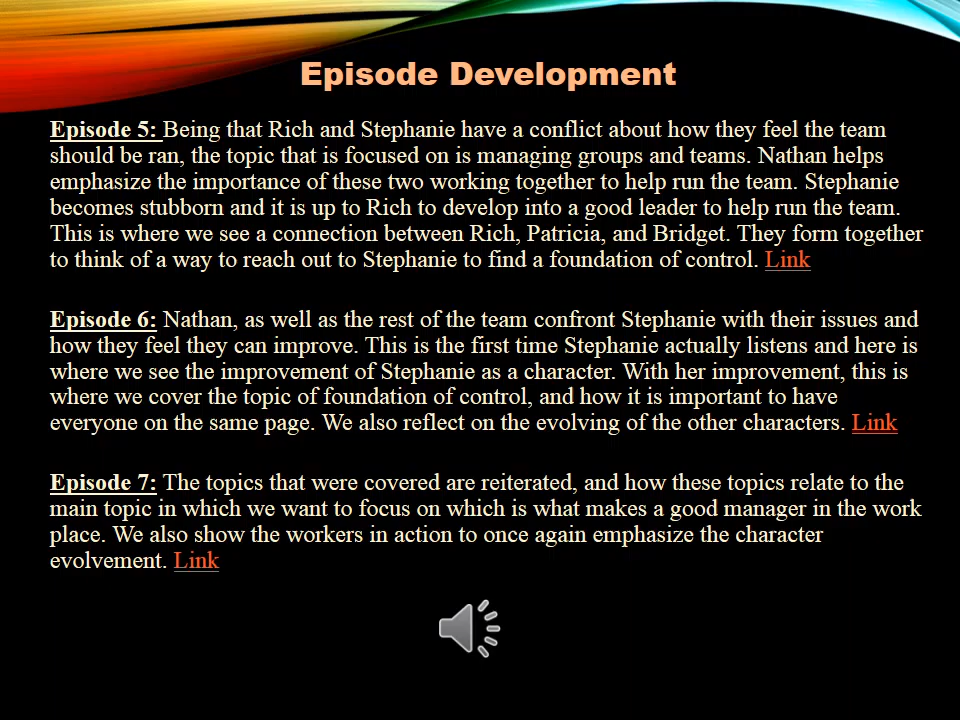 Episode Development
Episode 5: Being that Rich and Stephanie have a conflict about how they feel the team
should be ran, the topic that is focused on is managing groups and teams. Nathan helps
emphasize the importance of these two working together to help run the team. Stephanie
becomes stubborn and it is up to Rich to develop into a good leader to help run the team.
This is where we see a connection between Rich, Patricia, and Bridget. They form together
to think of a way to reach out to Stephanie to find a foundation of control. Link
Episode 6: Nathan, as well as the rest of the team confront Stephanie with their issues and
how they feel they can improve. This is the first time Stephanie actually listens and here is
where we see the improvement of Stephanie as a character. With her improvement, this is
where we cover the topic of foundation of control, and how it is important to have
everyone on the same page. We also reflect on the evolving of the other characters. Link
Episode 7: The topics that were covered are reiterated, and how these topics relate to the
main topic in which we want to focus on which is what makes a good manager in the work
place. We also show the workers in action to once again emphasize the character
evolvement. Link